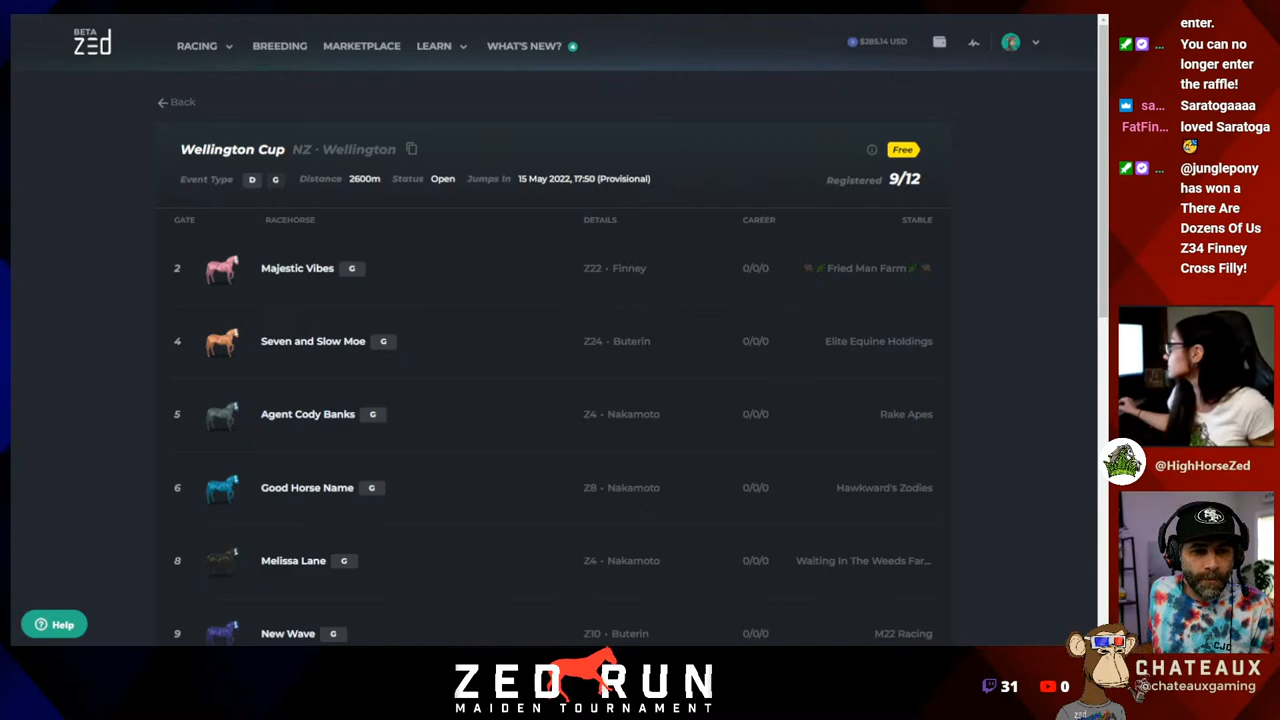 BETA
zed
RACING
BREEDING
MARKETPLACE
LEARN
WHAT'S NEW? 4
$285.14 USD
Back
Wellington Cup NZ · Wellington
Free
Event Type D G Distance 2600m Status Open Jumps In 15 May 2022, 17:50 (Provisional)
Registered 9/12
GATE RACEHORSE DETAILS CAREER STABLE
2 Majestic Vibes G Z22 · Finney 0/0/0 Fried Man Farm
4 Seven and Slow Moe G Z24 · Buterin 0/0/0 Elite Equine Holdings
5 Agent Cody Banks G Z4 · Nakamoto 0/0/0 Rake Apes
6 Good Horse Name G Z8 · Nakamoto 0/0/0 Hawkward's Zodies
8 Melissa Lane G Z4 · Nakamoto 0/0/0 Waiting In The Weeds Far...
9 New Wave G Z10 · Buterin 0/0/0 M22 Racing
? Help
enter.
... You can no
longer enter
the raffle!
sa... Saratogaaaa
FatFin... loved Saratoga
... @junglepony
has won a
There Are
Dozens Of Us
Z34 Finney
Cross Filly!
@HighHorseZed
ZED RUN
MAIDEN TOURNAMENT
31
0
CHATEAUX
@chateauxgaming